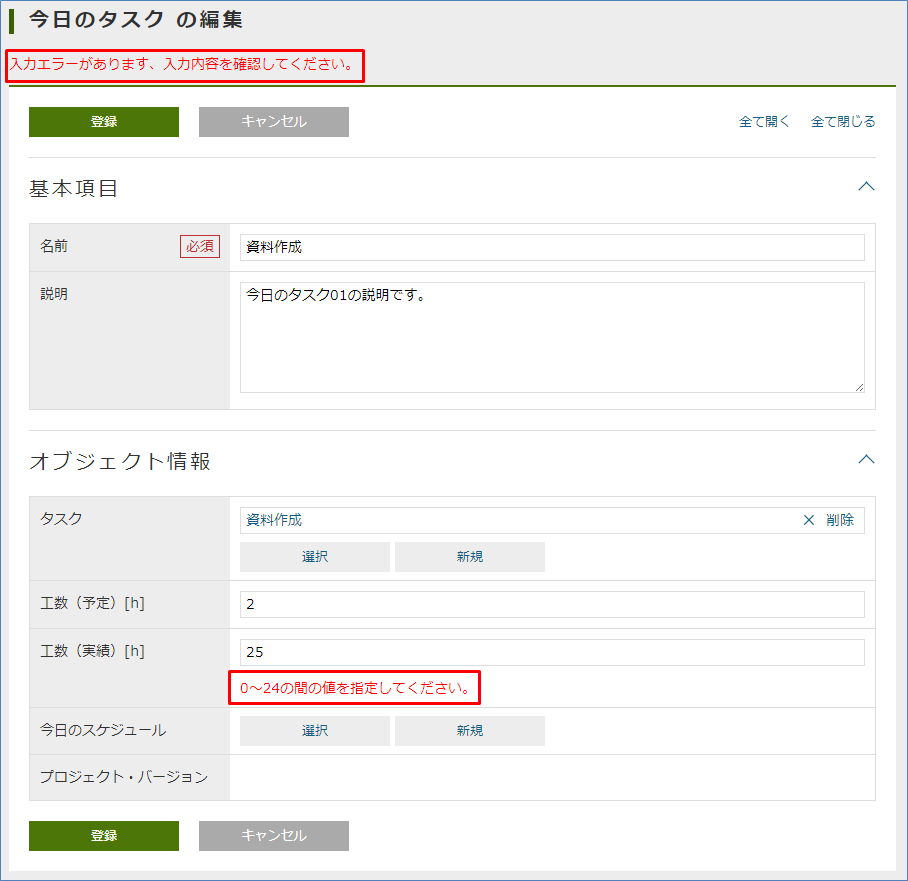 今日のタスク の編集
入力エラーがあります、入力内容を確認してください。
登録 キャンセル 全て開く 全て閉じる
基本項目
名前 必須 資料作成
説明 今日のタスク01の説明です。
オブジェクト情報
タスク 資料作成 × 削除
選択 新規
工数（予定）[h] 2
工数（実績）[h] 25
0～24の間の値を指定してください。
今日のスケジュール 選択 新規
プロジェクト・バージョン
登録 キャンセル